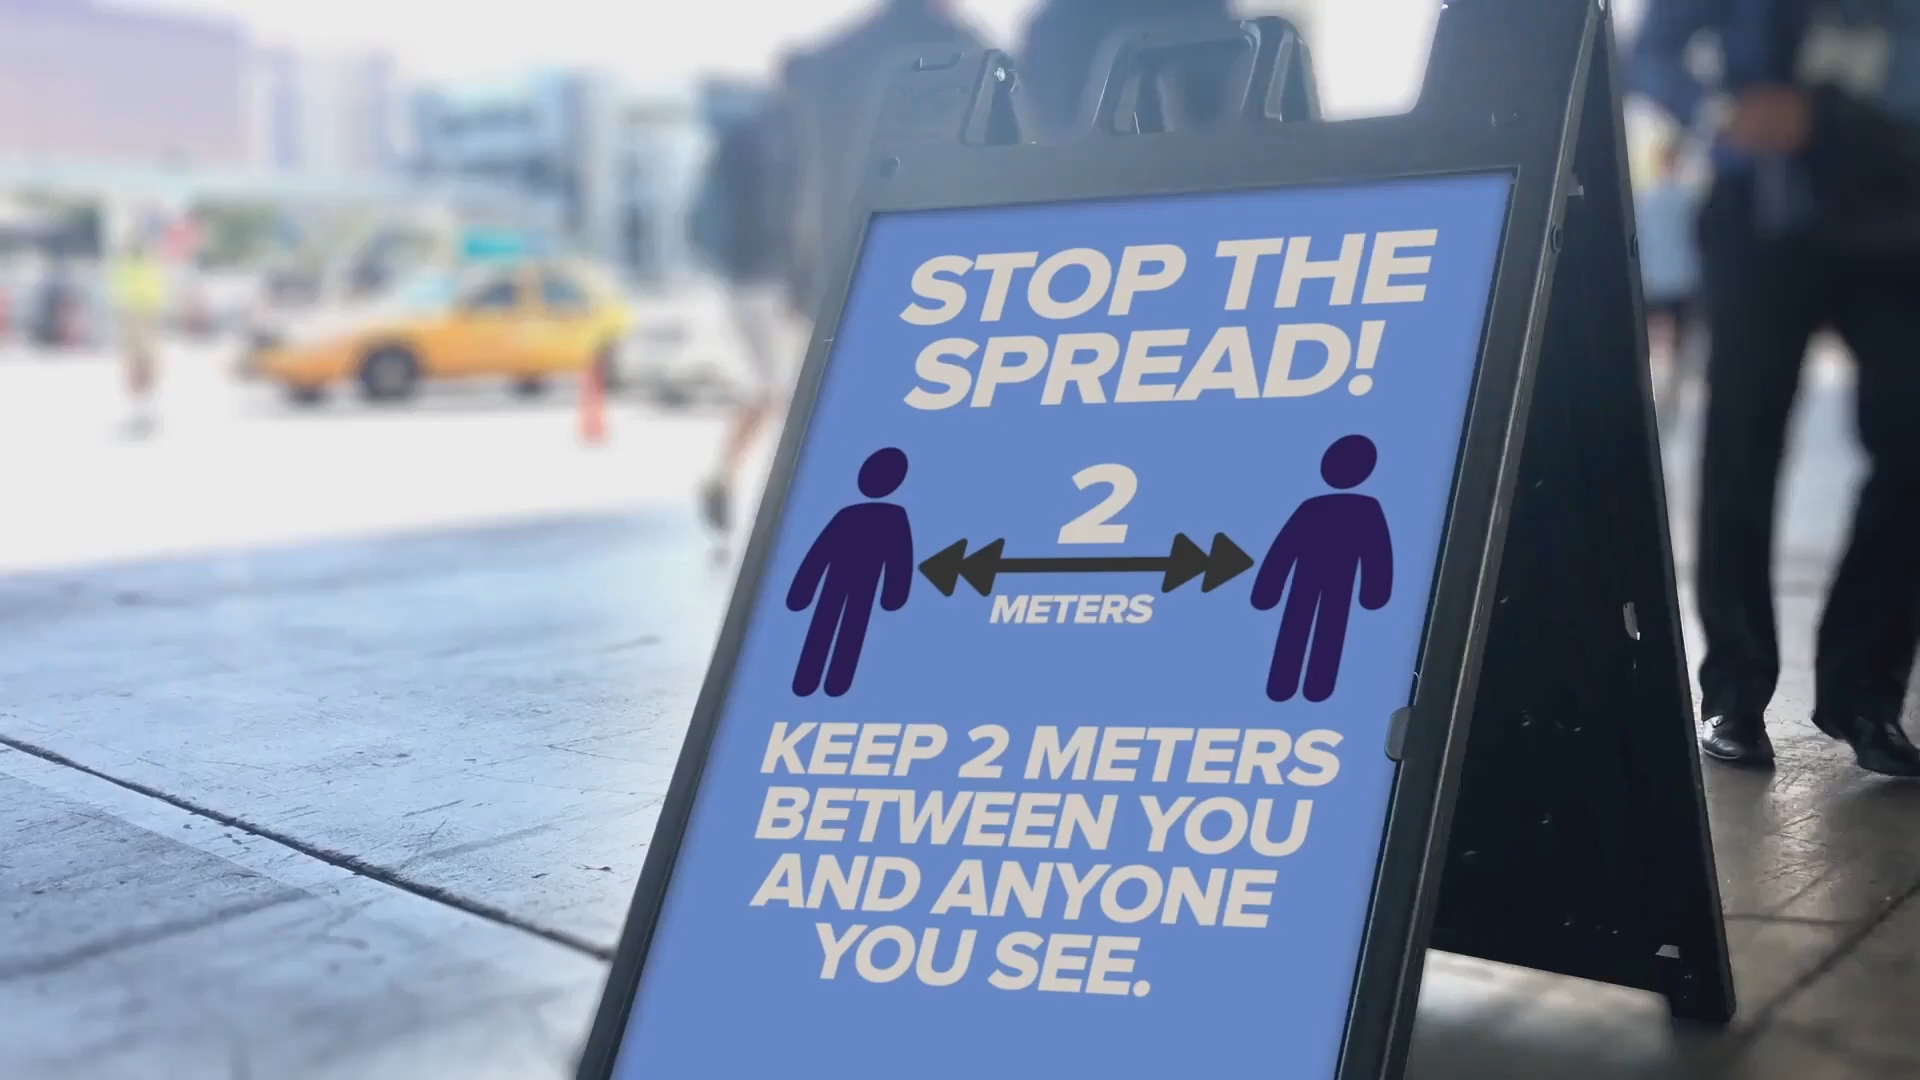 STOP THE
SPREAD!
2
METERS
KEEP 2 METERS
BETWEEN YOU
AND ANYONE
YOU SEE.